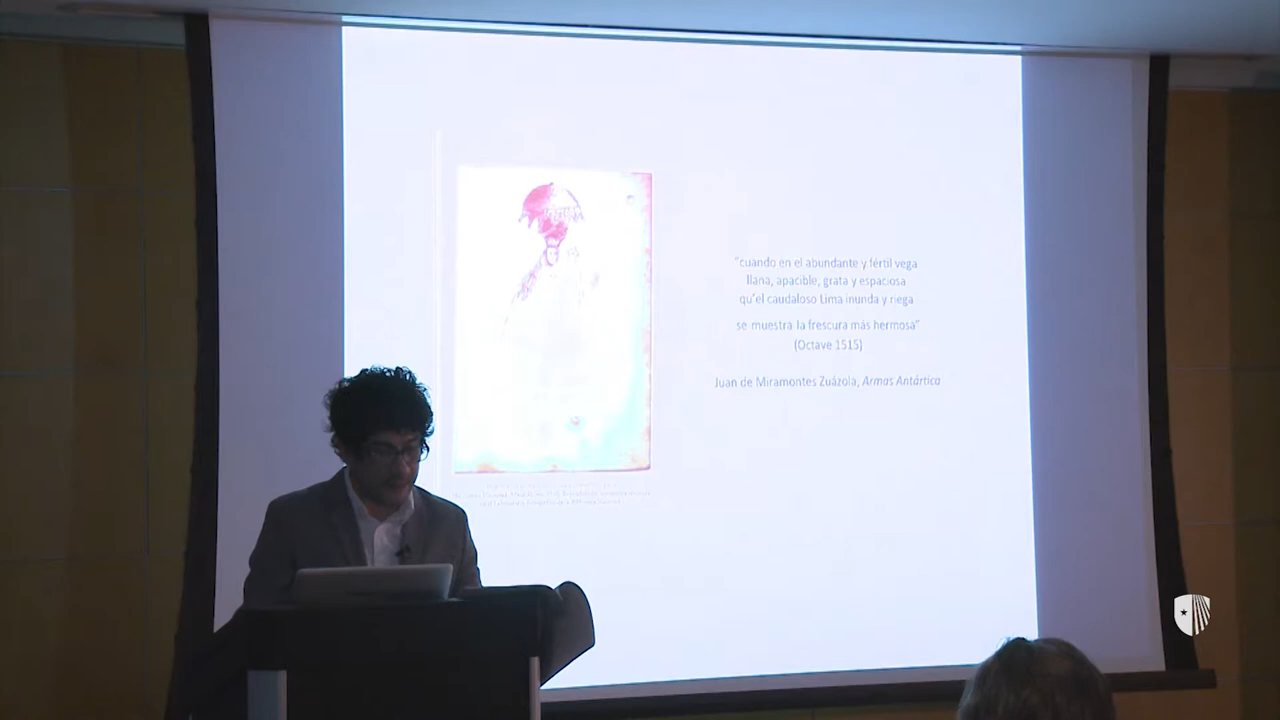 “cuando en el abundante y fértil vega
llana, apacible, grata y espaciosa
qu’el caudaloso Lima inunda y riega
se muestra la frescura más hermosa”
(Octave 1515)
Juan de Miramontes Zuázola, Armas Antártica